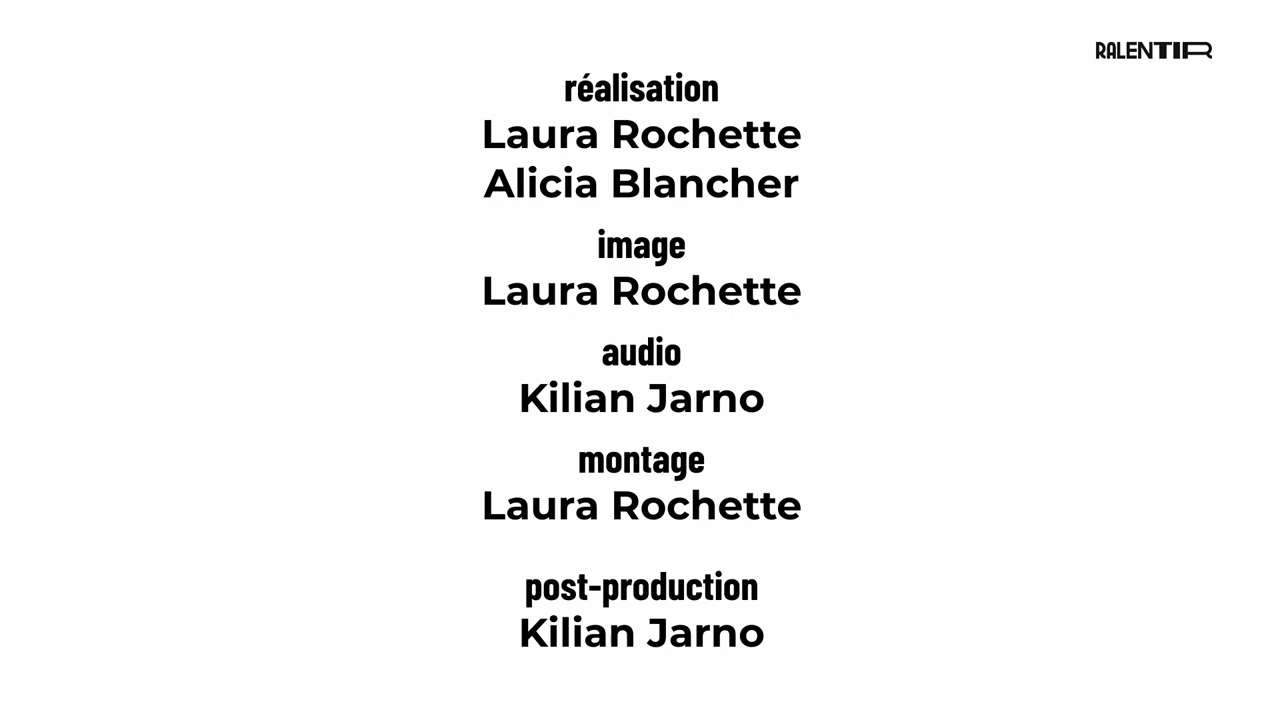 RALENTIR
réalisation
Laura Rochette
Alicia Blancher
image
Laura Rochette
audio
Kilian Jarno
montage
Laura Rochette
post-production
Kilian Jarno